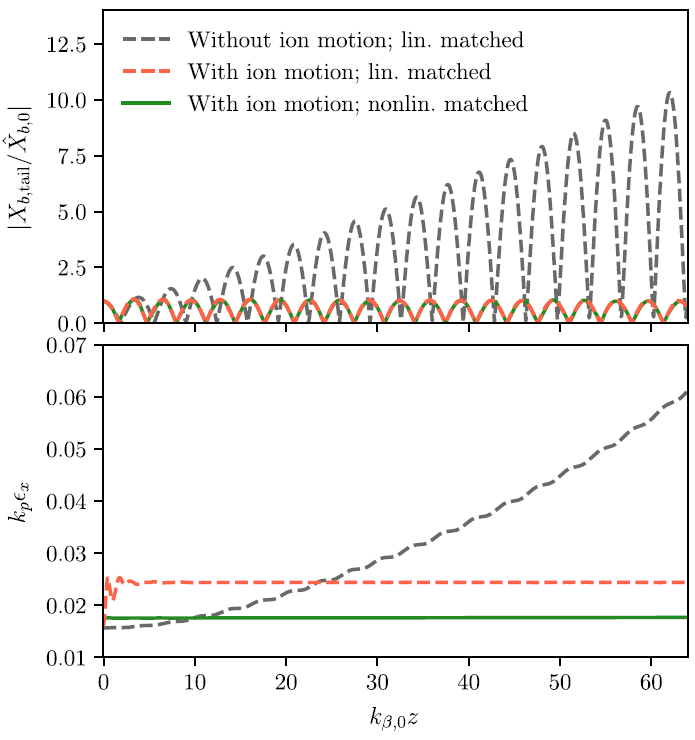 12.5
10.0
7.5
5.0
2.5
0.0
|X_{b,tail}/X̂_{b,0}|
Without ion motion; lin. matched
With ion motion; lin. matched
With ion motion; nonlin. matched
0.07
0.06
0.05
0.04
0.03
0.02
0.01
k_pϵ_x
0 10 20 30 40 50 60
k_{β,0}z